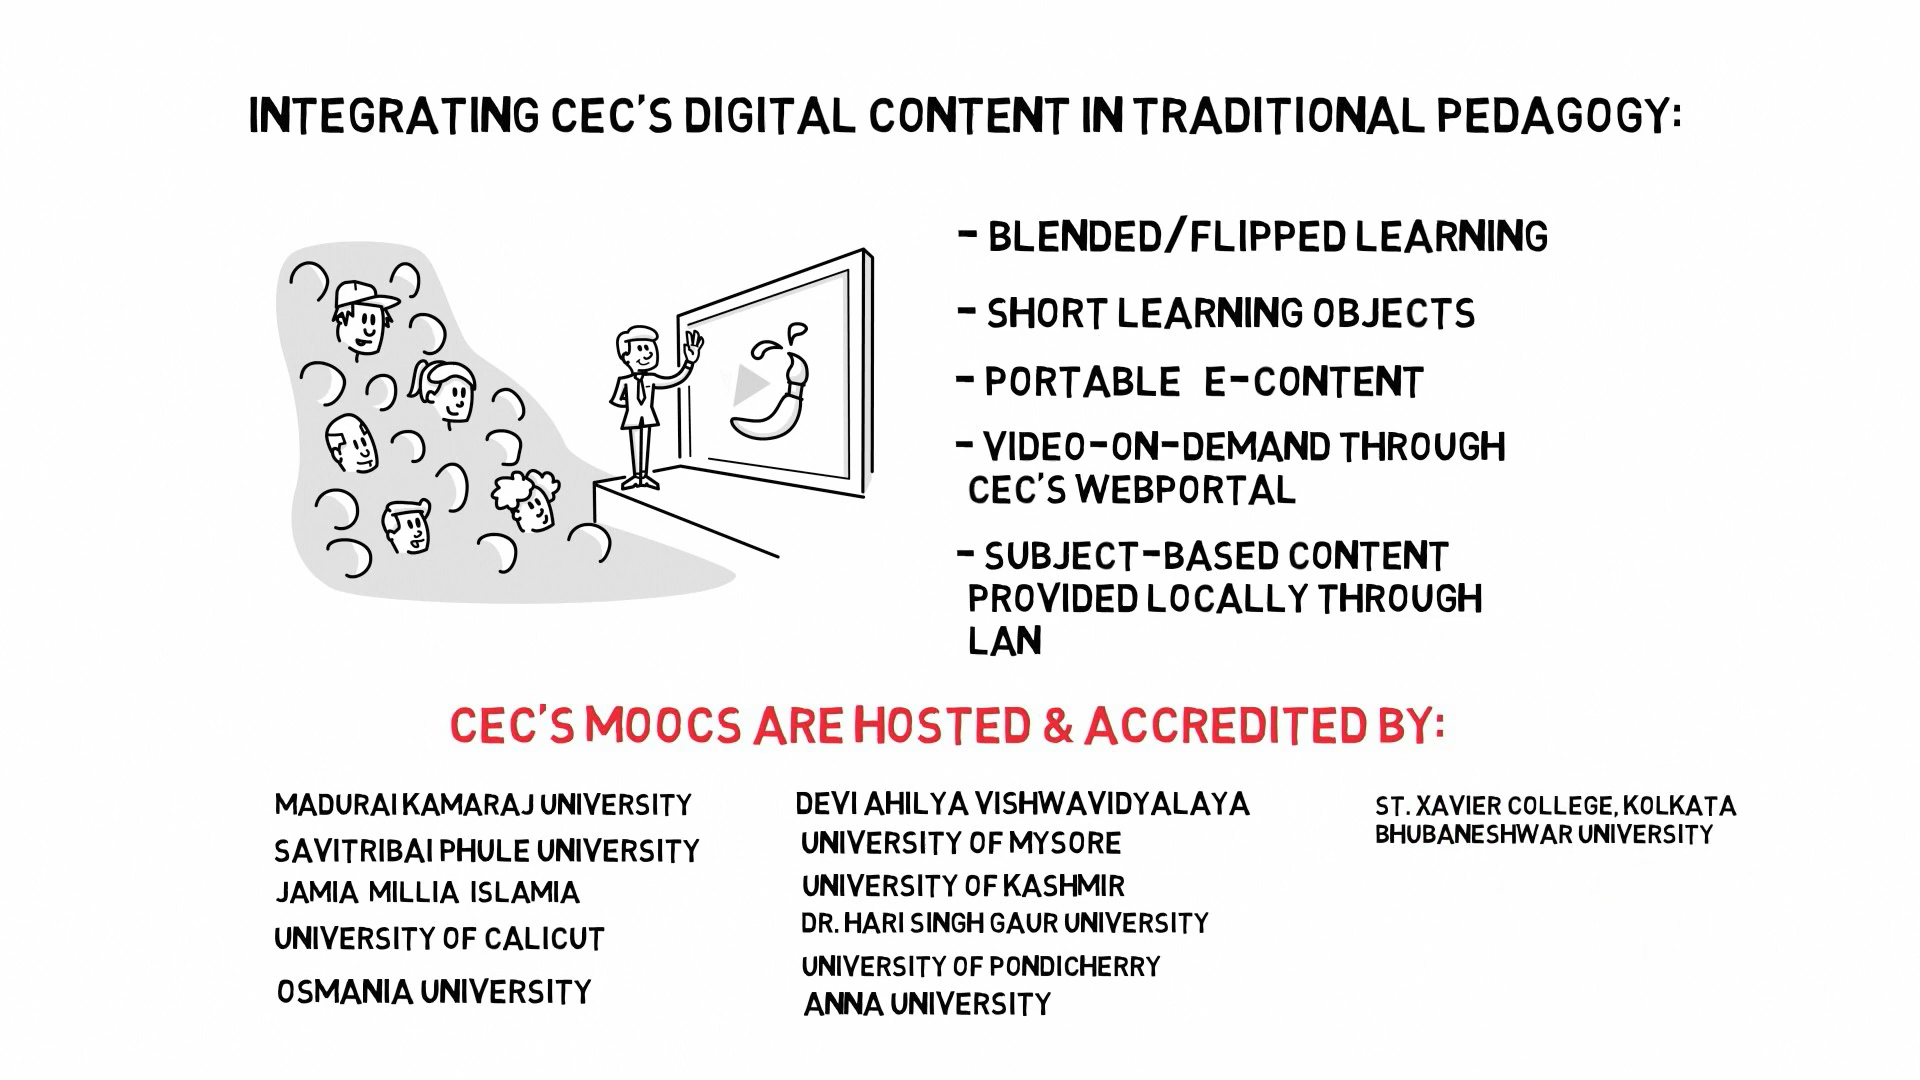 INTEGRATING CEC'S DIGITAL CONTENT IN TRADITIONAL PEDAGOGY:
- BLENDED/FLIPPED LEARNING
- SHORT LEARNING OBJECTS
- PORTABLE E-CONTENT
- VIDEO-ON-DEMAND THROUGH
CEC'S WEBPORTAL
- SUBJECT-BASED CONTENT
PROVIDED LOCALLY THROUGH
LAN
CEC'S MOOCS ARE HOSTED & ACCREDITED BY:
MADURAI KAMARAJ UNIVERSITY
SAVITRIBAI PHULE UNIVERSITY
JAMIA MILLIA ISLAMIA
UNIVERSITY OF CALICUT
OSMANIA UNIVERSITY
DEVI AHILYA VISHWAVIDYALAYA
UNIVERSITY OF MYSORE
UNIVERSITY OF KASHMIR
DR. HARI SINGH GAUR UNIVERSITY
UNIVERSITY OF PONDICHERRY
ANNA UNIVERSITY
ST. XAVIER COLLEGE, KOLKATA
BHUBANESHWAR UNIVERSITY